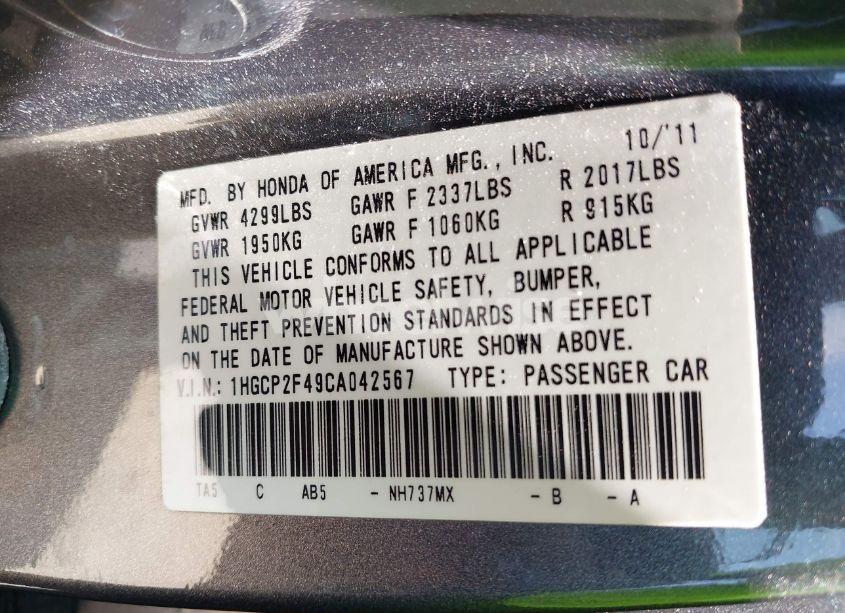 MFD. BY HONDA OF AMERICA MFG., INC. 10/'11
GVWR 4299LBS GAWR F 2337LBS R 2017LBS
GVWR 1950KG GAWR F 1060KG R 915KG
THIS VEHICLE CONFORMS TO ALL APPLICABLE
FEDERAL MOTOR VEHICLE SAFETY, BUMPER,
AND THEFT PREVENTION STANDARDS IN EFFECT
ON THE DATE OF MANUFACTURE SHOWN ABOVE.
V.I.N.: 1HGCP2F49CA042567 TYPE: PASSENGER CAR
TA5 C AB5 - NH737MX - B - A